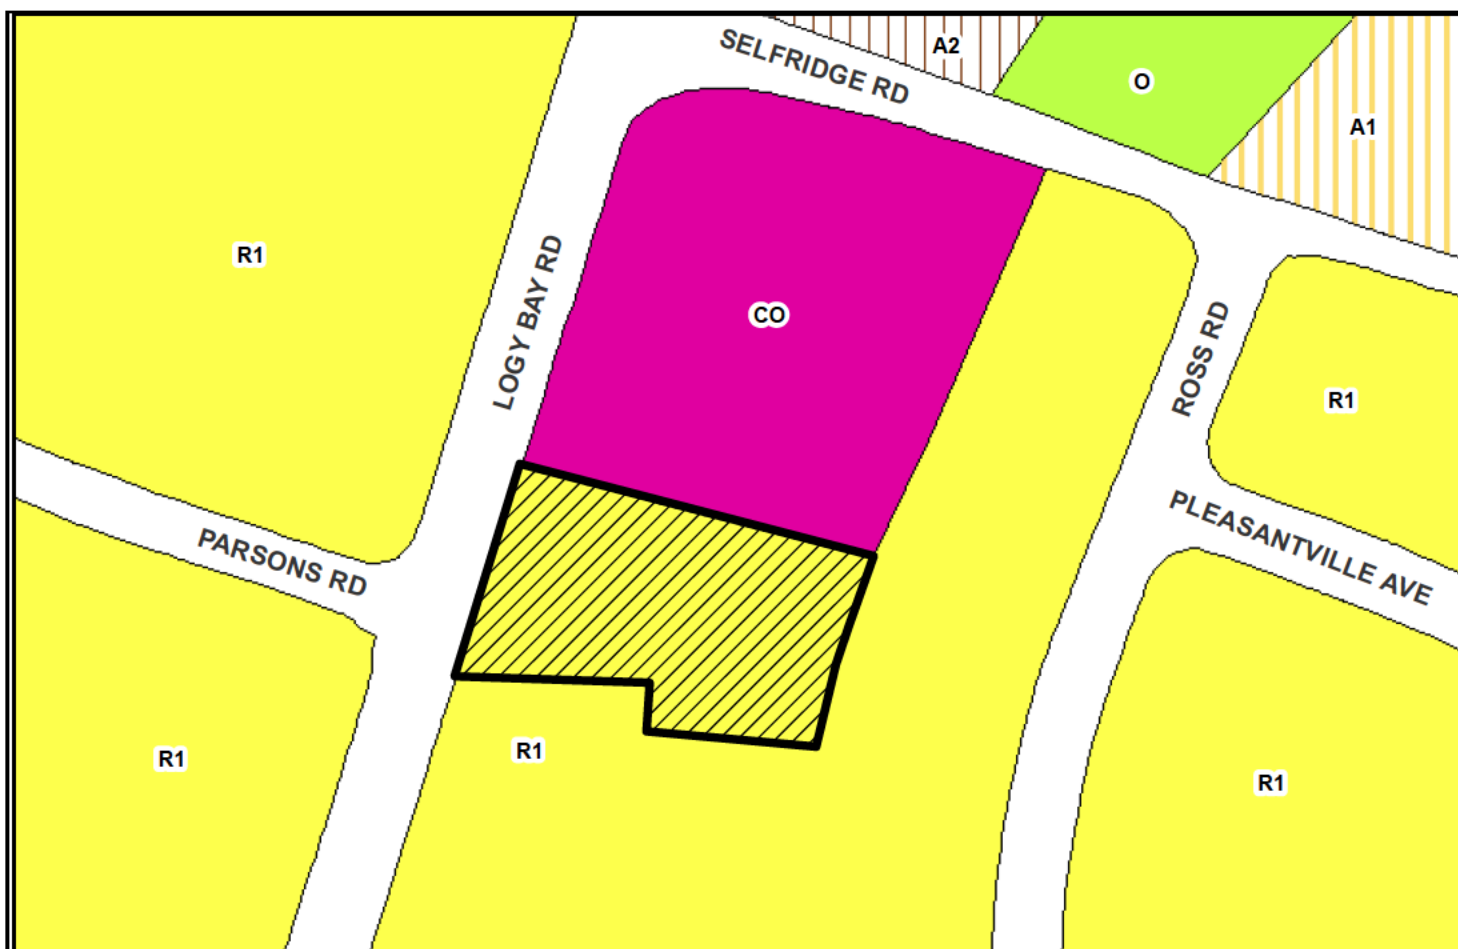 A2
SELFRIDGE RD
O
A1
R1
LOGY BAY RD
CO
ROSS RD
R1
PARSONS RD
PLEASANTVILLE AVE
R1
R1
R1